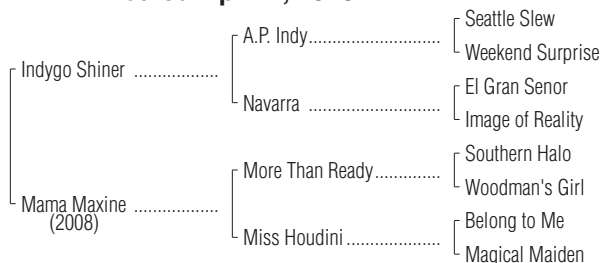 Seattle Slew
A.P. Indy
Weekend Surprise
Indygo Shiner
El Gran Senor
Navarra
Image of Reality
Southern Halo
More Than Ready
Woodman's Girl
Mama Maxine
(2008)
Belong to Me
Miss Houdini
Magical Maiden